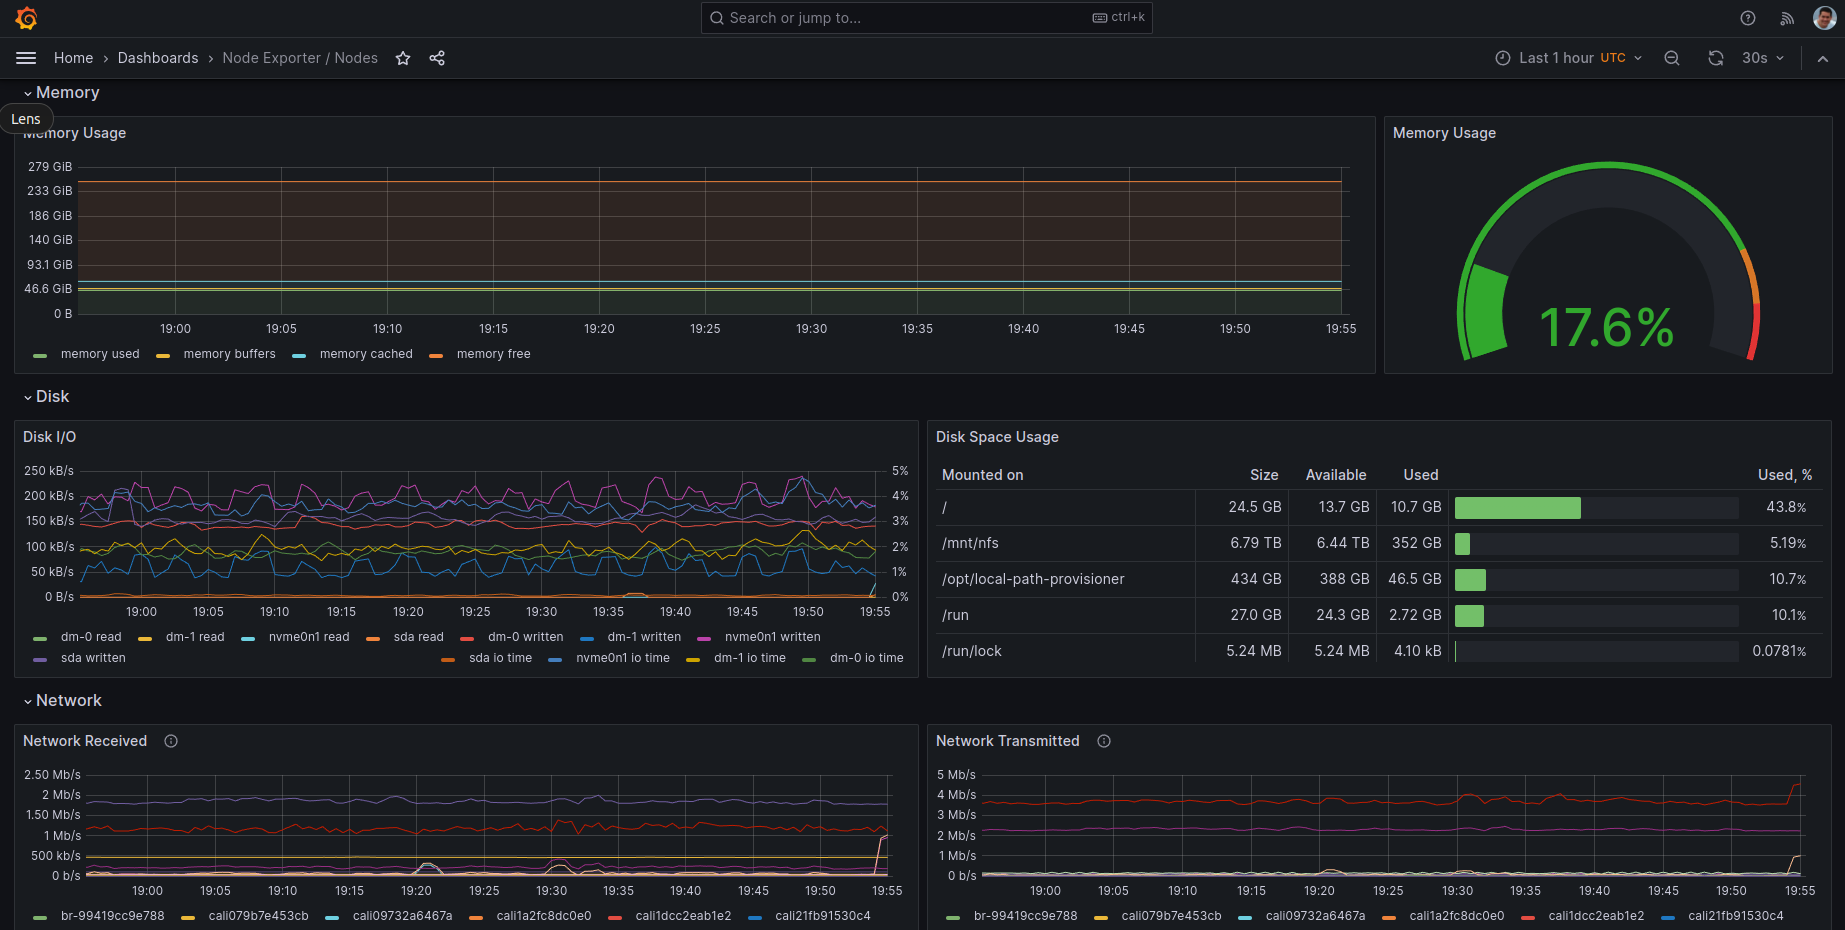 Search or jump to...
ctrl+k
Home › Dashboards › Node Exporter / Nodes
Last 1 hour UTC
30s
Memory
Lens
Memory Usage
279 GiB
233 GiB
186 GiB
140 GiB
93.1 GiB
46.6 GiB
0 B
19:00 19:05 19:10 19:15 19:20 19:25 19:30 19:35 19:40 19:45 19:50 19:55
memory used memory buffers memory cached memory free
Memory Usage
17.6%
Disk
Disk I/O
250 kB/s 5%
200 kB/s 4%
150 kB/s 3%
100 kB/s 2%
50 kB/s 1%
0 B/s 0%
19:00 19:05 19:10 19:15 19:20 19:25 19:30 19:35 19:40 19:45 19:50 19:55
dm-0 read dm-1 read nvme0n1 read sda read dm-0 written dm-1 written nvme0n1 written
sda written sda io time nvme0n1 io time dm-1 io time dm-0 io time
Disk Space Usage
Mounted on Size Available Used Used, %
/ 24.5 GB 13.7 GB 10.7 GB 43.8%
/mnt/nfs 6.79 TB 6.44 TB 352 GB 5.19%
/opt/local-path-provisioner 434 GB 388 GB 46.5 GB 10.7%
/run 27.0 GB 24.3 GB 2.72 GB 10.1%
/run/lock 5.24 MB 5.24 MB 4.10 kB 0.0781%
Network
Network Received
2.50 Mb/s
2 Mb/s
1.50 Mb/s
1 Mb/s
500 kb/s
0 b/s
19:00 19:05 19:10 19:15 19:20 19:25 19:30 19:35 19:40 19:45 19:50 19:55
br-99419cc9e788 cali079b7e453cb cali09732a6467a cali1a2fc8dc0e0 cali1dcc2eab1e2 cali21fb91530c4
Network Transmitted
5 Mb/s
4 Mb/s
3 Mb/s
2 Mb/s
1 Mb/s
0 b/s
19:00 19:05 19:10 19:15 19:20 19:25 19:30 19:35 19:40 19:45 19:50 19:55
br-99419cc9e788 cali079b7e453cb cali09732a6467a cali1a2fc8dc0e0 cali1dcc2eab1e2 cali21fb91530c4